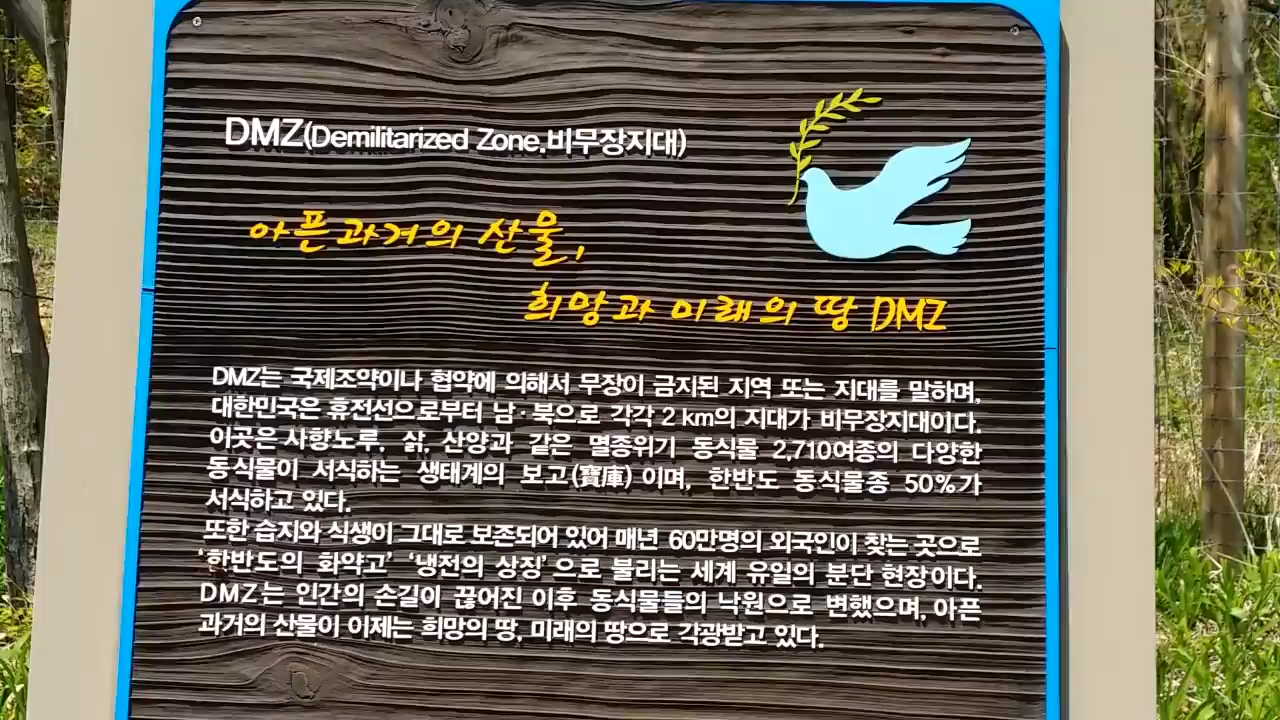 DMZ(Demilitarized Zone.비무장지대)
아픈과거의 산물,
희망과 미래의 땅 DMZ
DMZ는 국제조약이나 협약에 의해서 무장이 금지된 지역 또는 지대를 말하며,
대한민국은 휴전선으로부터 남·북으로 각각 2 km의 지대가 비무장지대이다.
이곳은 사향노루, 삵, 산양과 같은 멸종위기 동식물 2,710여종의 다양한
동식물이 서식하는 생태계의 보고(寶庫)이며, 한반도 동식물종 50%가
서식하고 있다.
또한 습지와 식생이 그대로 보존되어 있어 매년 60만명의 외국인이 찾는 곳으로
‘한반도의 화약고’ ‘냉전의 상징’으로 불리는 세계 유일의 분단 현장이다.
DMZ는 인간의 손길이 끊어진 이후 동식물들의 낙원으로 변했으며, 아픈
과거의 산물이 이제는 희망의 땅, 미래의 땅으로 각광받고 있다.